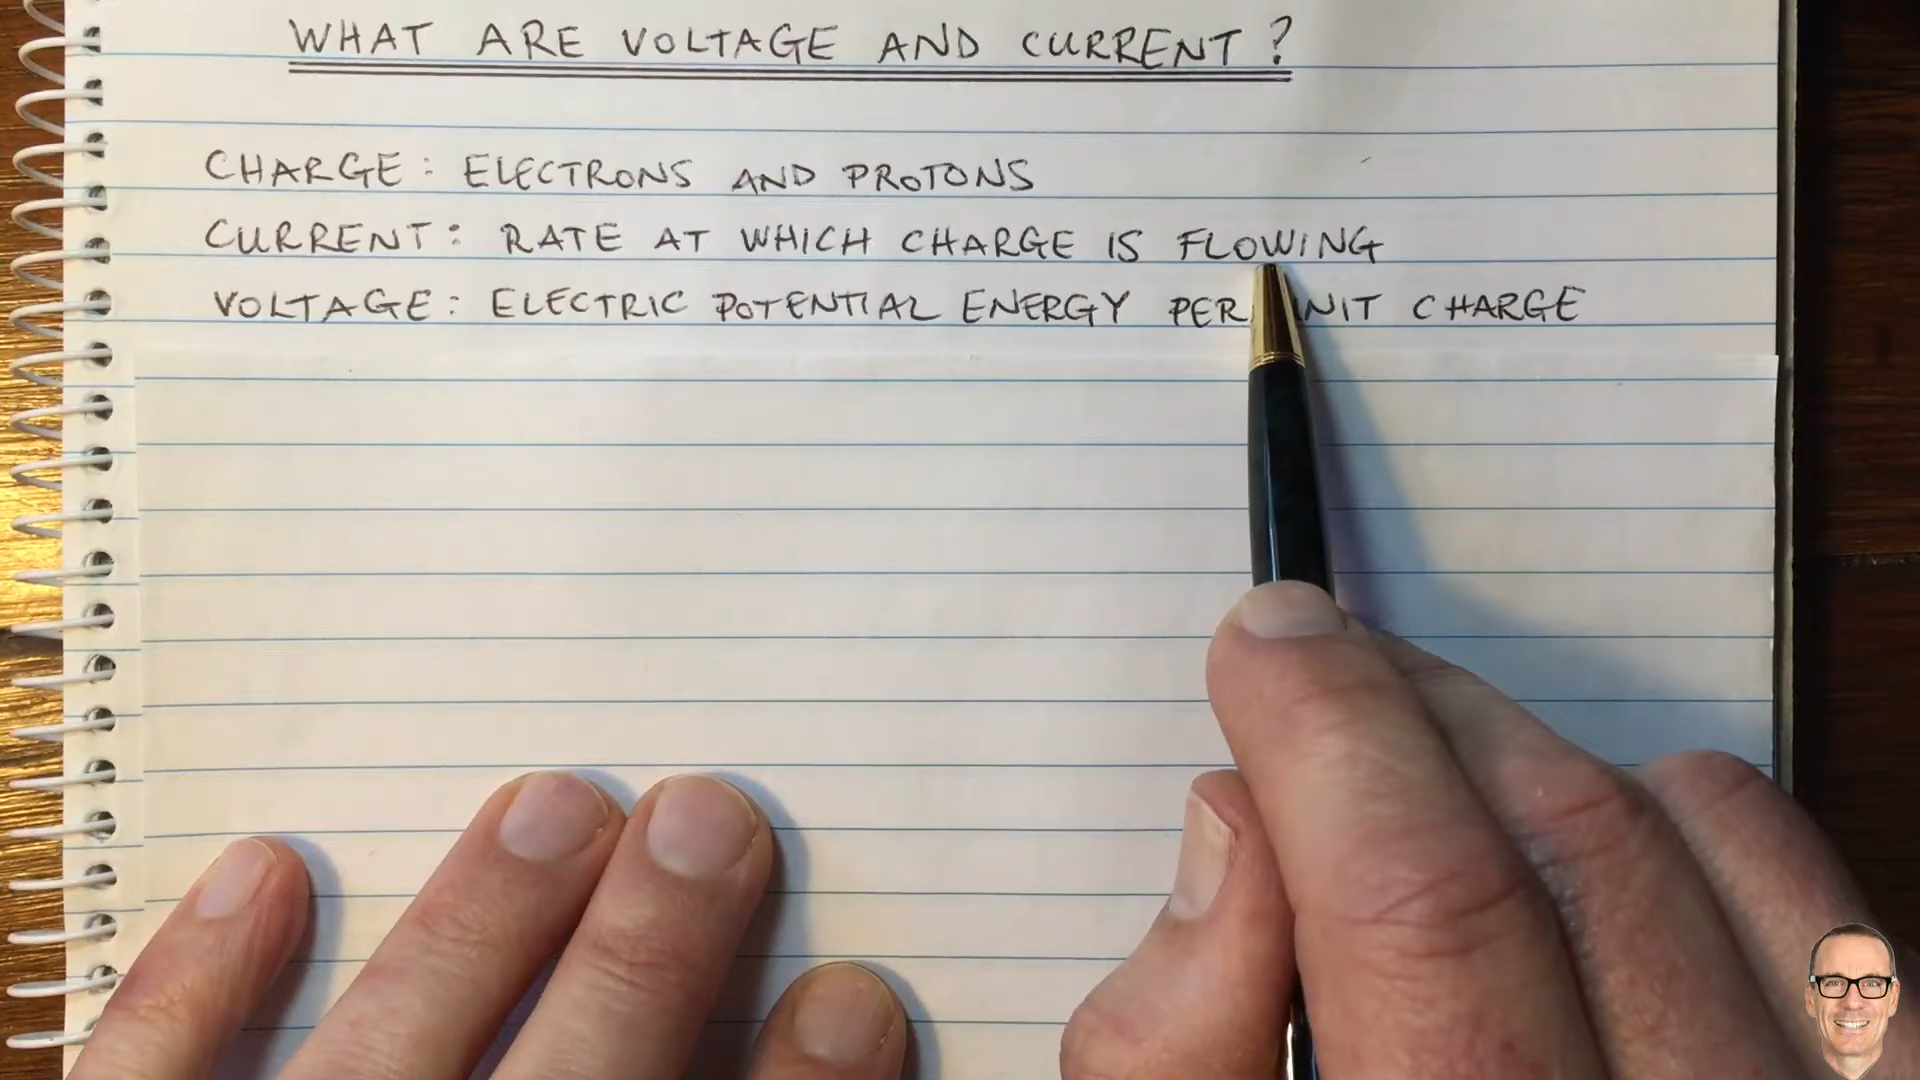 WHAT ARE VOLTAGE AND CURRENT?
CHARGE: ELECTRONS AND PROTONS
CURRENT: RATE AT WHICH CHARGE IS FLOWING
VOLTAGE: ELECTRIC POTENTIAL ENERGY PER UNIT CHARGE